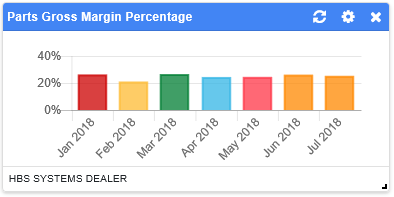 Parts Gross Margin Percentage
40%
20%
0%
Jan 2018
Feb 2018
Mar 2018
Apr 2018
May 2018
Jun 2018
Jul 2018
HBS SYSTEMS DEALER